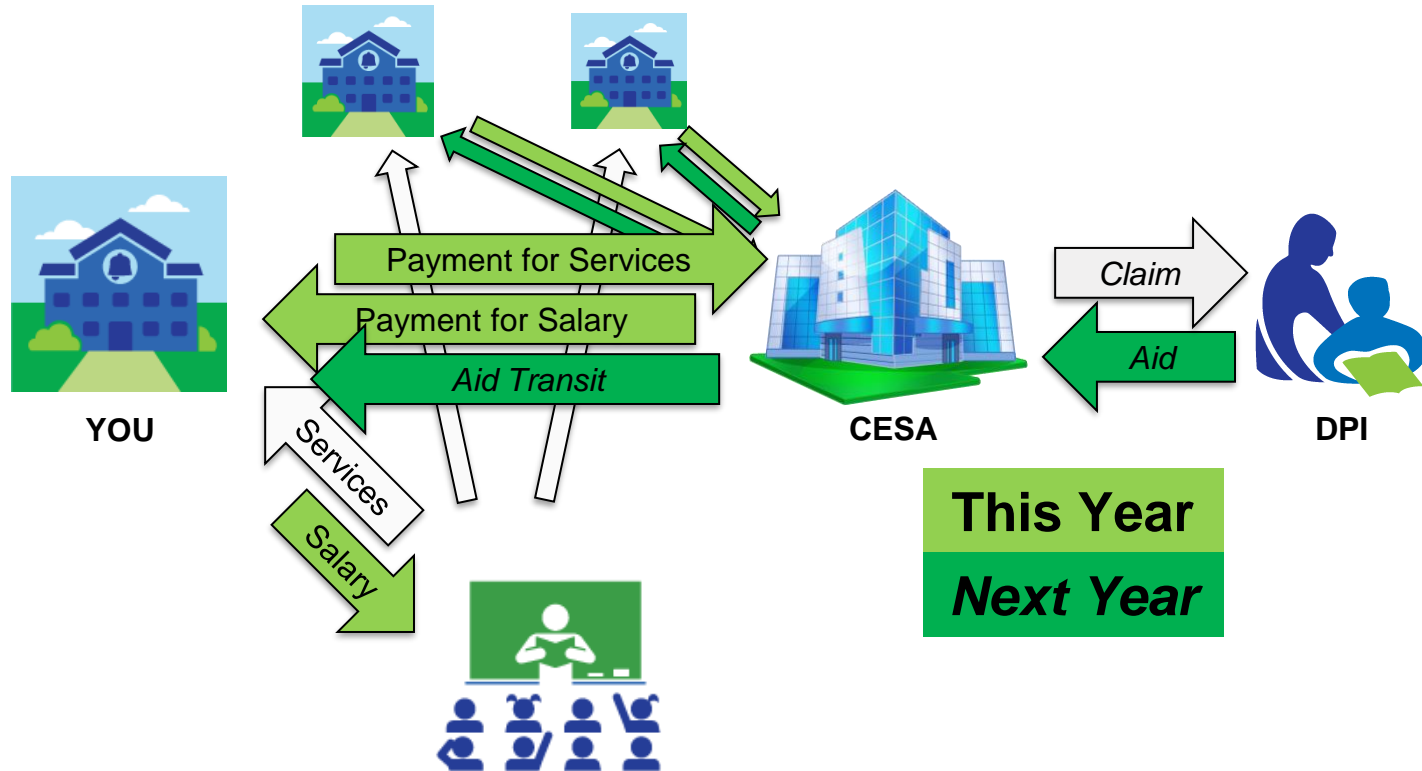 Payment for Services
Payment for Salary
Aid Transit
Claim
Aid
YOU
CESA
DPI
Services
Salary
This Year
Next Year